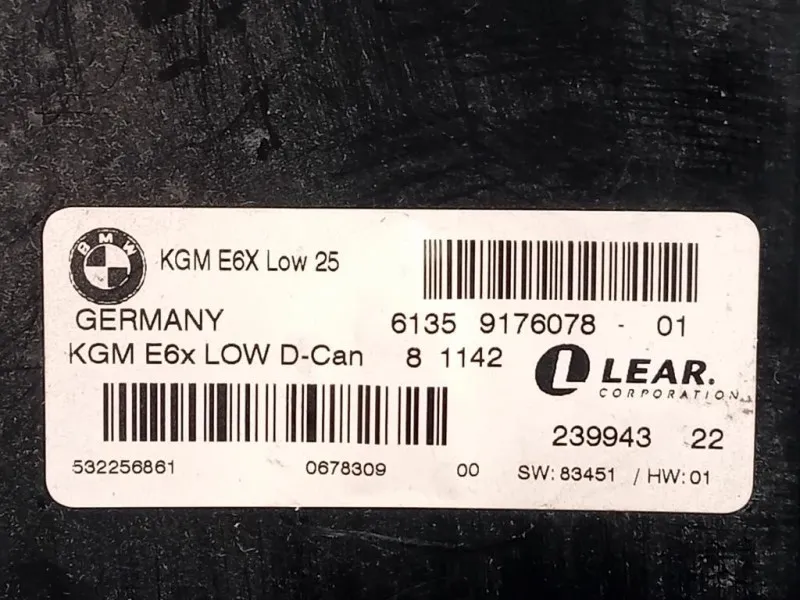 BMW
KGM E6X Low 25
GERMANY 6135 9176078 - 01
KGM E6x LOW D-Can 8 1142
L LEAR.
CORPORATION
239943 22
532256861 0678309 00 SW: 83451 / HW: 01